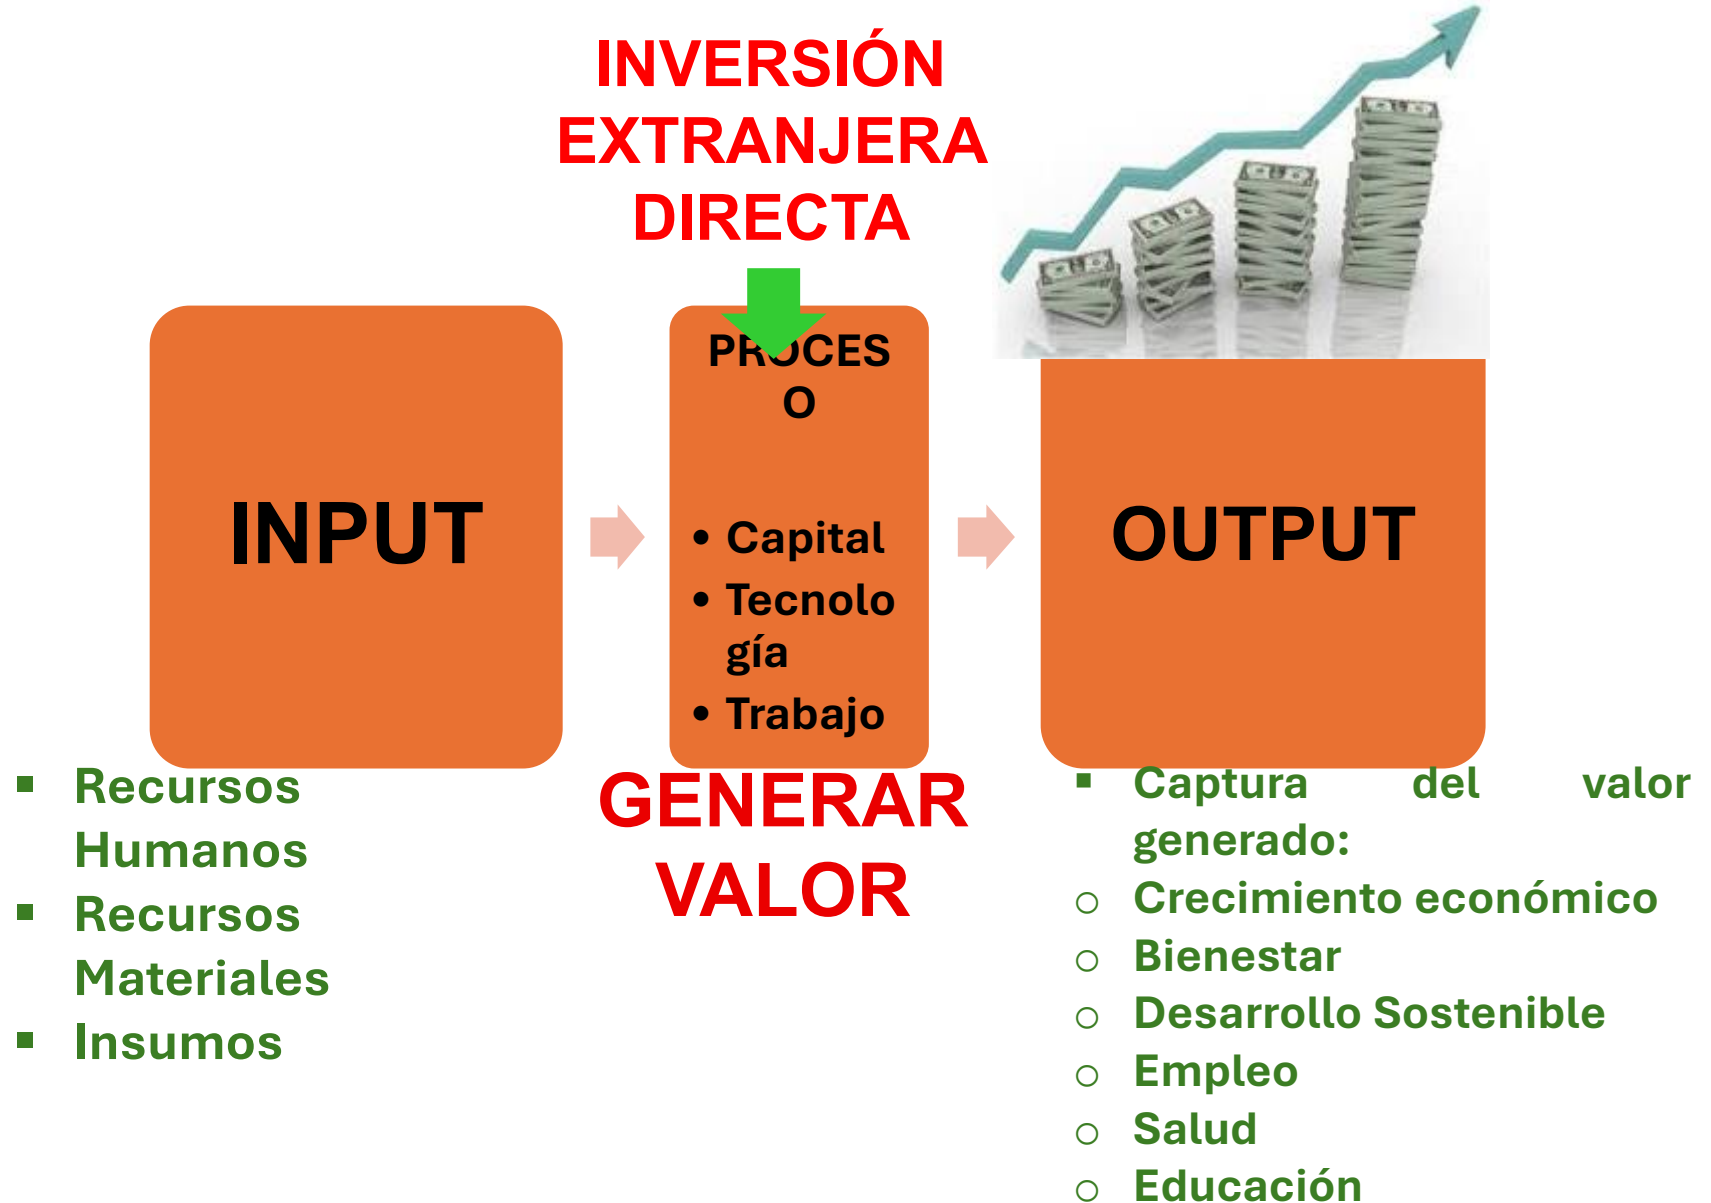 INVERSIÓN
EXTRANJERA
DIRECTA
INPUT
PROCES
O
• Capital
• Tecnolo
gía
• Trabajo
OUTPUT
▪ Recursos
Humanos
▪ Recursos
Materiales
▪ Insumos
GENERAR
VALOR
▪ Captura del valor
generado:
o Crecimiento económico
o Bienestar
o Desarrollo Sostenible
o Empleo
o Salud
o Educación